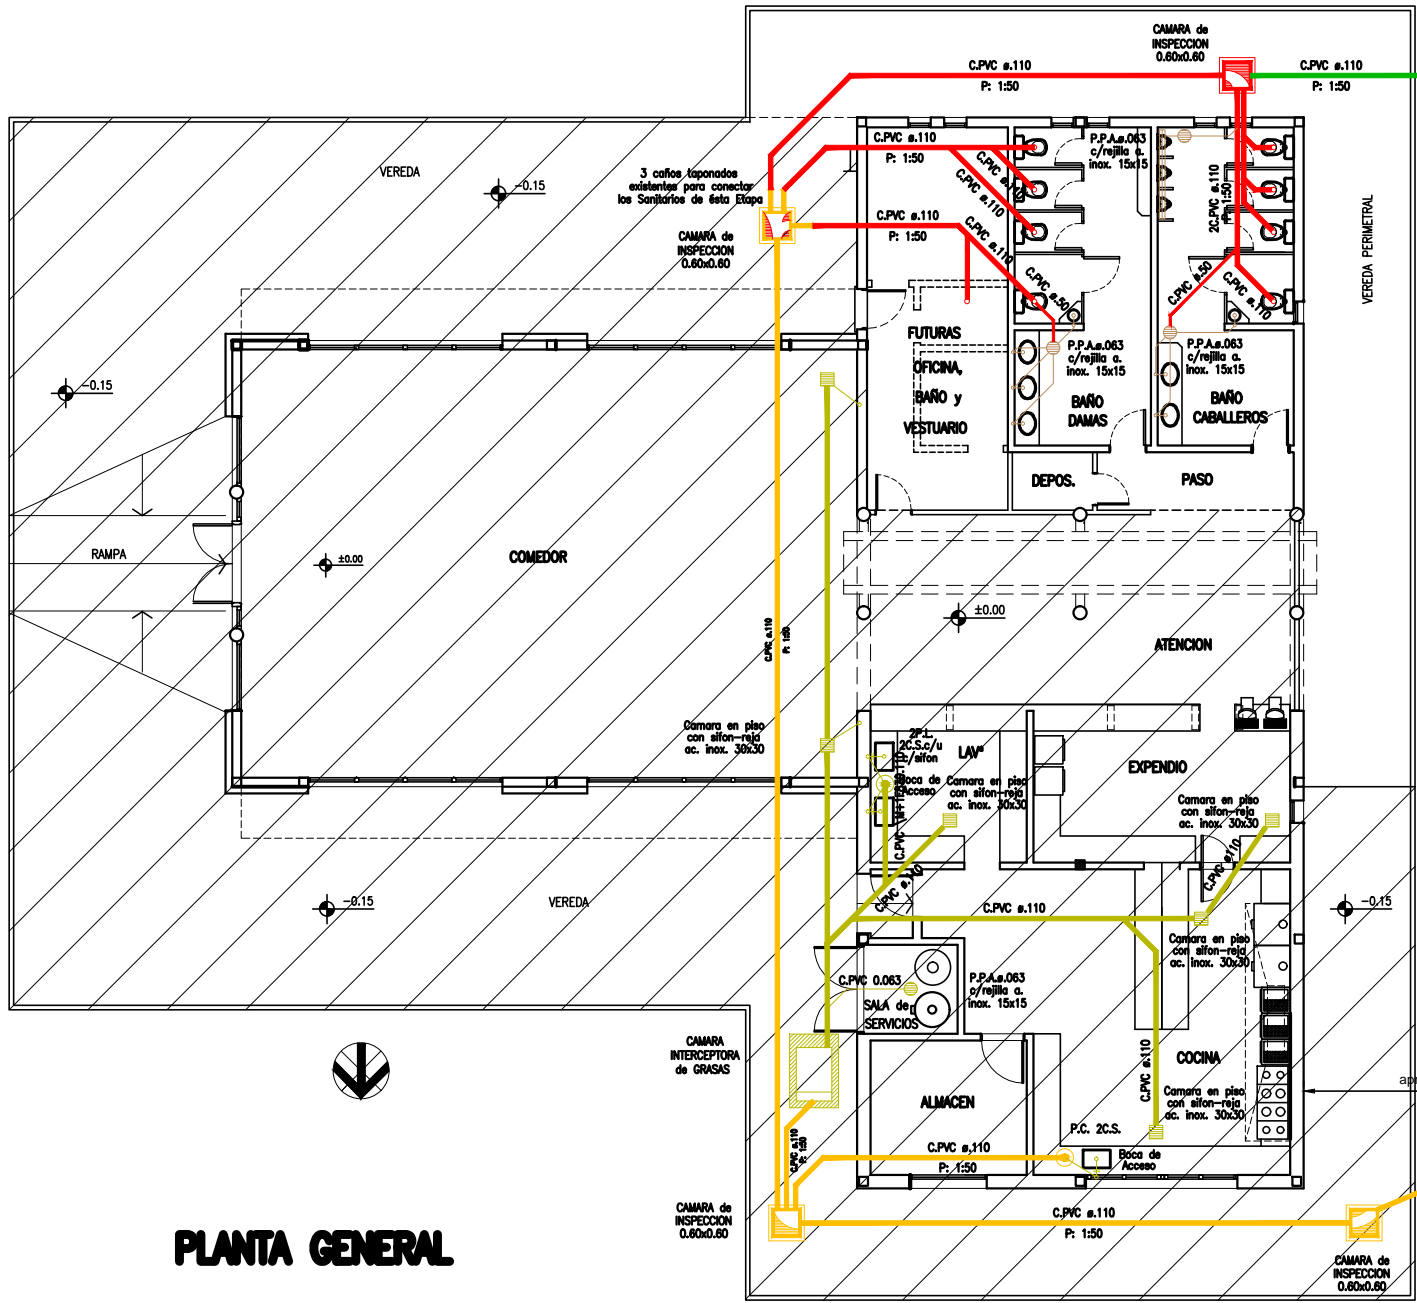 CAMARA de
INSPECCION
0.60x0.60
C.PVC ø.110
P: 1:50
C.PVC ø.110
P: 1:50
3 caños taponados
existentes para conectar
los Sanitarios de ésta Etapa
VEREDA
-0.15
CAMARA de
INSPECCION
0.60x0.60
C.PVC ø.110
P: 1:50
C.PVC ø.110
C.PVC ø.110
P.P.A.ø.063
c/rejilla a.
inox. 15x15
2C.PVC ø.110
P: 1:50
VEREDA PERIMETRAL
C.PVC ø.110
P: 1:50
C.PVC ø.110
C.PVC ø.50
C.PVC ø.50
C.PVC ø.110
P.P.A.ø.063
c/rejilla a.
inox. 15x15
P.P.A.ø.063
c/rejilla a.
inox. 15x15
FUTURAS
OFICINA,
BAÑO y
VESTUARIO
BAÑO
DAMAS
BAÑO
CABALLEROS
DEPOS.
PASO
-0.15
RAMPA
±0.00
COMEDOR
±0.00
ATENCION
C.PVC ø.110
P: 1:50
Camara en piso
con sifon-reja
ac. inox. 30x30
2P.L.
2C.S.c/u
c/sifon
LAVº
Boca de
Acceso
Camara en piso
con sifon-reja
ac. inox. 30x30
EXPENDIO
Camara en piso
con sifon-reja
ac. inox. 30x30
C.PVC ø.110
C.PVC ø.110
C.PVC ø.110
VEREDA
-0.15
-0.15
Camara en piso
con sifon-reja
ac. inox. 30x30
C.PVC 0.063
SALA de
SERVICIOS
P.P.A.ø.063
c/rejilla a.
inox. 15x15
CAMARA
INTERCEPTORA
de GRASAS
C.PVC ø.110
COCINA
Camara en piso
con sifon-reja
ac. inox. 30x30
ALMACEN
P.C. 2C.S.
Boca de
Acceso
C.PVC ø.110
P: 1:50
C.PVC ø.110
P: 1:50
CAMARA de
INSPECCION
0.60x0.60
C.PVC ø.110
P: 1:50
CAMARA de
INSPECCION
0.60x0.60
PLANTA GENERAL